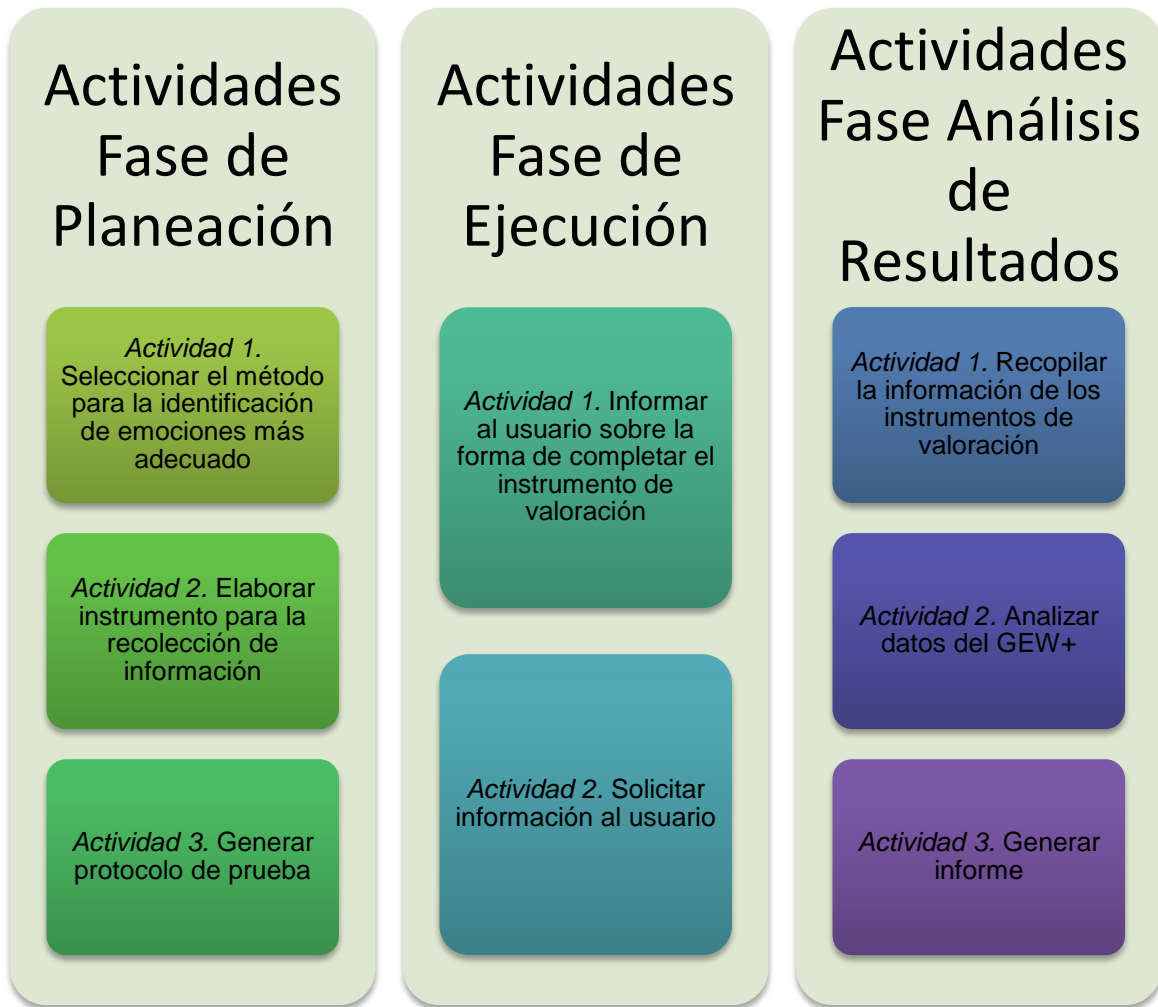 Actividades
Fase de
Planeación
Actividad 1.
Seleccionar el método
para la identificación
de emociones más
adecuado
Actividad 2. Elaborar
instrumento para la
recolección de
información
Actividad 3. Generar
protocolo de prueba
Actividades
Fase de
Ejecución
Actividad 1. Informar
al usuario sobre la
forma de completar el
instrumento de
valoración
Actividad 2. Solicitar
información al usuario
Actividades
Fase Análisis
de
Resultados
Actividad 1. Recopilar
la información de los
instrumentos de
valoración
Actividad 2. Analizar
datos del GEW+
Actividad 3. Generar
informe